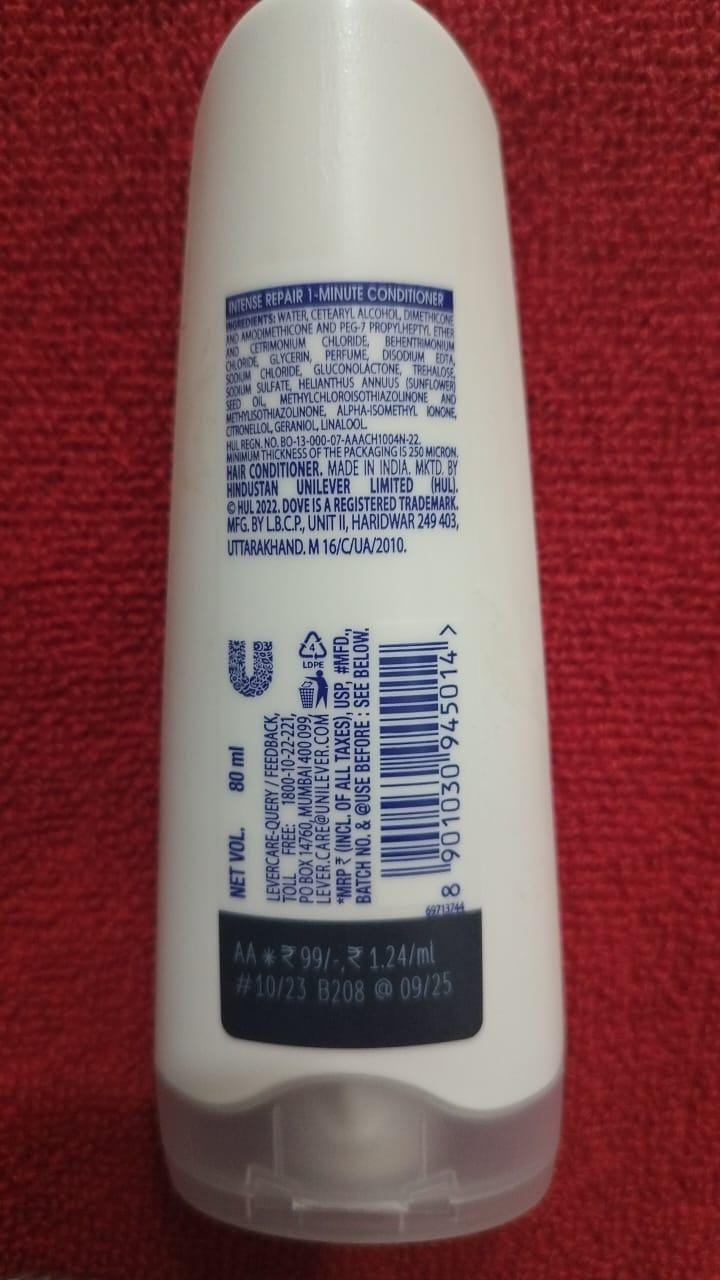 INTENSE REPAIR 1-MINUTE CONDITIONER
INGREDIENTS: WATER, CETEARYL ALCOHOL, DIMETHICONE
AND AMODIMETHICONE AND PEG-7 PROPYLHEPTYL ETHER
AND CETRIMONIUM CHLORIDE, BEHENTRIMONIUM
CHLORIDE, GLYCERIN, PERFUME, DISODIUM EDTA,
SODIUM CHLORIDE, GLUCONOLACTONE, TREHALOSE,
SODIUM SULFATE, HELIANTHUS ANNUUS (SUNFLOWER)
SEED OIL, METHYLCHLOROISOTHIAZOLINONE AND
METHYLISOTHIAZOLINONE, ALPHA-ISOMETHYL IONONE,
CITRONELLOL, GERANIOL, LINALOOL.
HUL REGN. NO. BO-13-000-07-AAACH1004N-22.
MINIMUM THICKNESS OF THE PACKAGING IS 250 MICRON.
HAIR CONDITIONER. MADE IN INDIA. MKTD. BY
HINDUSTAN UNILEVER LIMITED (HUL).
© HUL 2022. DOVE IS A REGISTERED TRADEMARK.
MFG. BY L.B.C.P., UNIT II, HARIDWAR 249 403,
UTTARAKHAND. M 16/C/UA/2010.
NET VOL. 80 ml
LEVERCARE-QUERY / FEEDBACK,
TOLL FREE: 1800-10-22-221,
PO BOX 14760, MUMBAI 400 099,
LEVER.CARE@UNILEVER.COM
*MRP ₹ (INCL. OF ALL TAXES), USP, #MFD.,
BATCH NO. & @USE BEFORE : SEE BELOW.
4
LDPE
8 901030 945014 >
69713744
AA * ₹ 99/-, ₹ 1.24/ml
#10/23 B208 @ 09/25